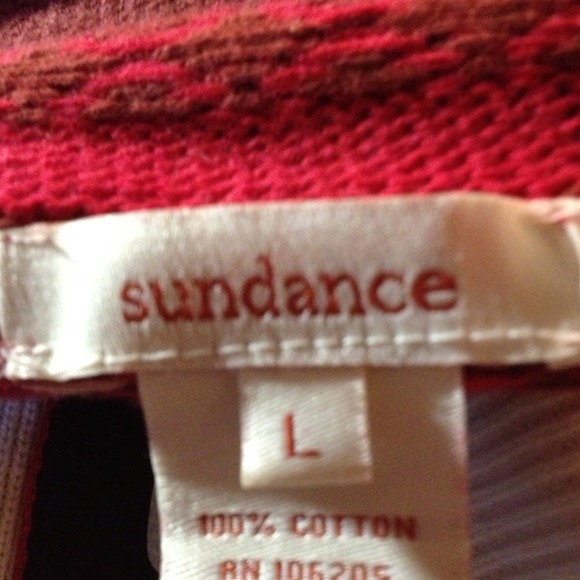 sundance
L
100% COTTON
RN 106205